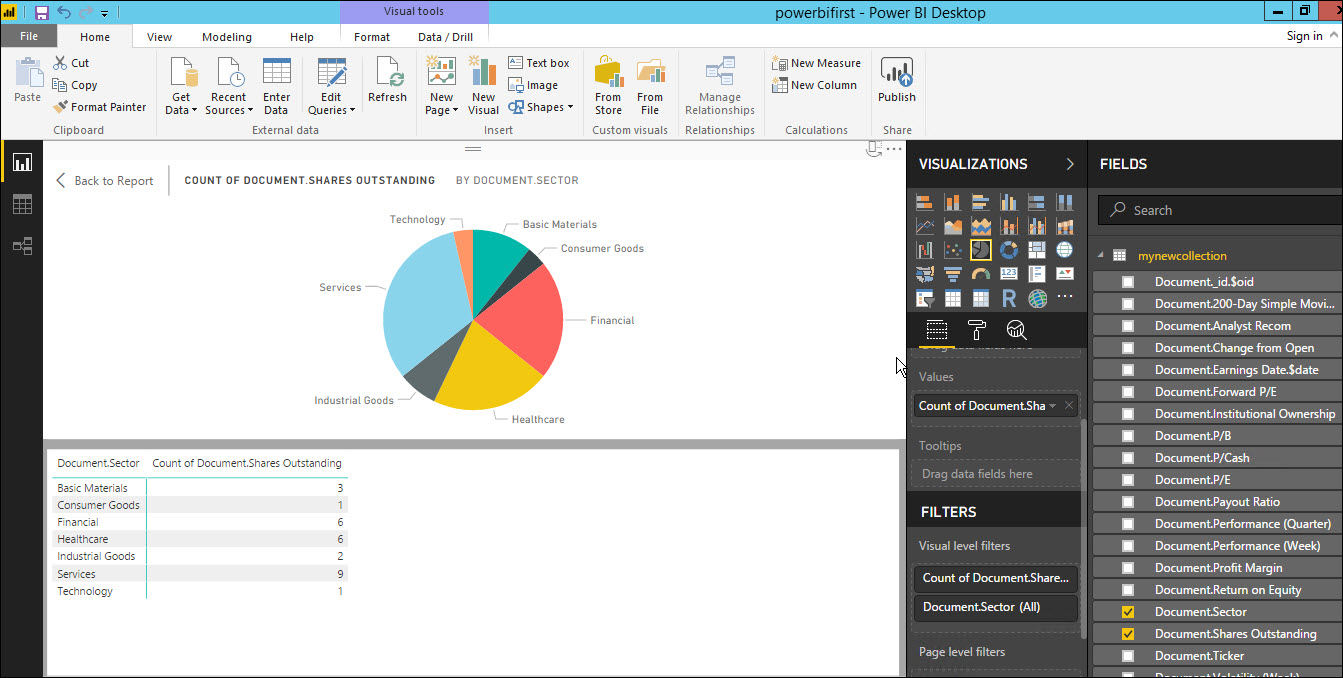 Visual tools
powerbifirst - Power BI Desktop
File Home View Modeling Help Format Data / Drill Sign in
Paste
Cut
Copy
Format Painter
Clipboard
Get Data
Recent Sources
Enter Data
Edit Queries
Refresh
External data
New Page
New Visual
Text box
Image
Shapes
Insert
From Store
From File
Custom visuals
Manage Relationships
Relationships
New Measure
New Column
Calculations
Publish
Share
Back to Report
COUNT OF DOCUMENT.SHARES OUTSTANDING BY DOCUMENT.SECTOR
Technology
Basic Materials
Consumer Goods
Services
Financial
Industrial Goods
Healthcare
Document.Sector Count of Document.Shares Outstanding
Basic Materials 3
Consumer Goods 1
Financial 6
Healthcare 6
Industrial Goods 2
Services 9
Technology 1
VISUALIZATIONS
123
R
Drag data fields here
Values
Count of Document.Sha
Tooltips
Drag data fields here
FILTERS
Visual level filters
Count of Document.Share...
Document.Sector (All)
Page level filters
FIELDS
Search
mynewcollection
Document._id.$oid
Document.200-Day Simple Movi...
Document.Analyst Recom
Document.Change from Open
Document.Earnings Date.$date
Document.Forward P/E
Document.Institutional Ownership
Document.P/B
Document.P/Cash
Document.P/E
Document.Payout Ratio
Document.Performance (Quarter)
Document.Performance (Week)
Document.Profit Margin
Document.Return on Equity
Document.Sector
Document.Shares Outstanding
Document.Ticker
Document.Volatility (Week)